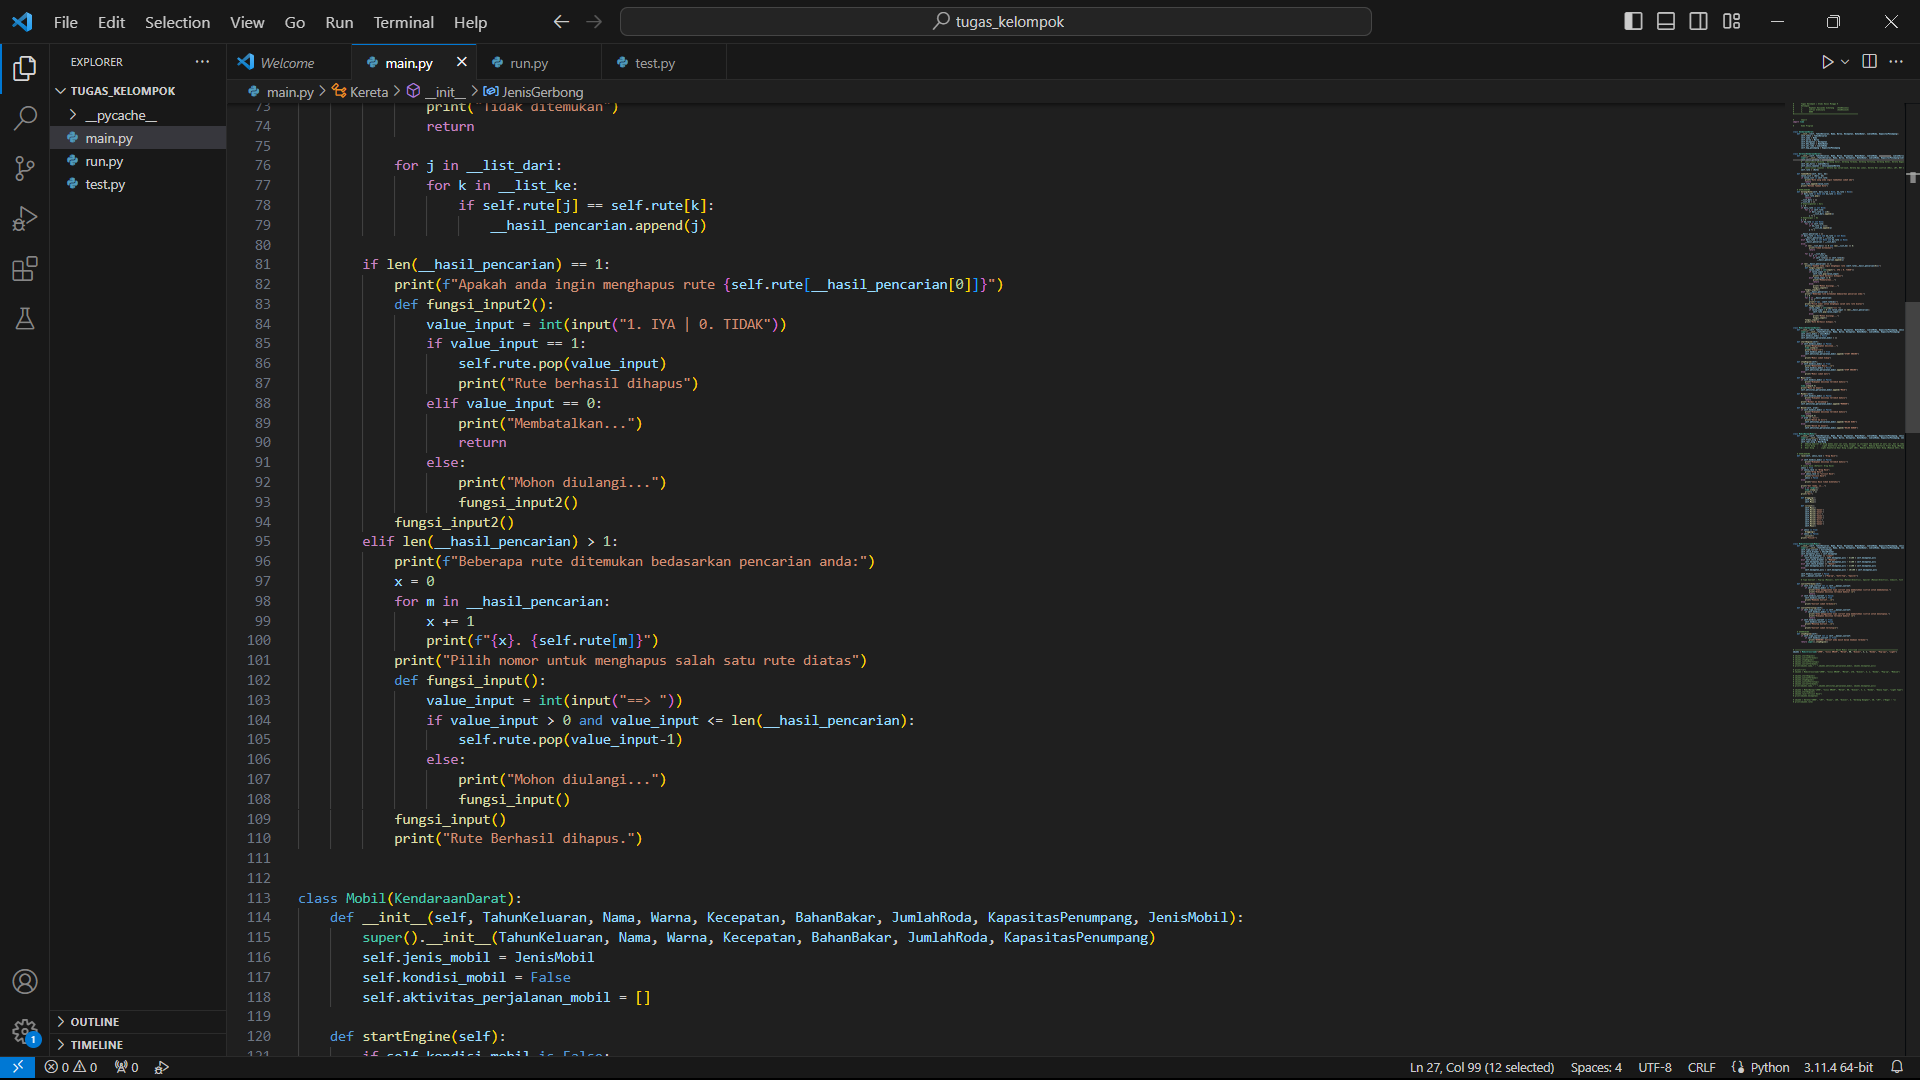 File Edit Selection View Go Run Terminal Help
tugas_kelompok
EXPLORER
TUGAS_KELOMPOK
__pycache__
main.py
run.py
test.py
OUTLINE
TIMELINE
Welcome
main.py
run.py
test.py
main.py > Kereta > __init__ > JenisGerbong
73 print("Tidak ditemukan")
74 return
75
76 for j in __list_dari:
77 for k in __list_ke:
78 if self.rute[j] == self.rute[k]:
79 __hasil_pencarian.append(j)
80
81 if len(__hasil_pencarian) == 1:
82 print(f"Apakah anda ingin menghapus rute {self.rute[__hasil_pencarian[0]]}")
83 def fungsi_input2():
84 value_input = int(input("1. IYA | 0. TIDAK"))
85 if value_input == 1:
86 self.rute.pop(value_input)
87 print("Rute berhasil dihapus")
88 elif value_input == 0:
89 print("Membatalkan...")
90 return
91 else:
92 print("Mohon diulangi...")
93 fungsi_input2()
94 fungsi_input2()
95 elif len(__hasil_pencarian) > 1:
96 print(f"Beberapa rute ditemukan bedasarkan pencarian anda:")
97 x = 0
98 for m in __hasil_pencarian:
99 x += 1
100 print(f"{x}. {self.rute[m]}")
101 print("Pilih nomor untuk menghapus salah satu rute diatas")
102 def fungsi_input():
103 value_input = int(input("==> "))
104 if value_input > 0 and value_input <= len(__hasil_pencarian):
105 self.rute.pop(value_input-1)
106 else:
107 print("Mohon diulangi...")
108 fungsi_input()
109 fungsi_input()
110 print("Rute Berhasil dihapus.")
111
112
113 class Mobil(KendaraanDarat):
114 def __init__(self, TahunKeluaran, Nama, Warna, Kecepatan, BahanBakar, JumlahRoda, KapasitasPenumpang, JenisMobil):
115 super().__init__(TahunKeluaran, Nama, Warna, Kecepatan, BahanBakar, JumlahRoda, KapasitasPenumpang)
116 self.jenis_mobil = JenisMobil
117 self.kondisi_mobil = False
118 self.aktivitas_perjalanan_mobil = []
119
120 def startEngine(self):
121 if self.kondisi_mobil is False:
1
0 0 0
Ln 27, Col 99 (12 selected) Spaces: 4 UTF-8 CRLF Python 3.11.4 64-bit